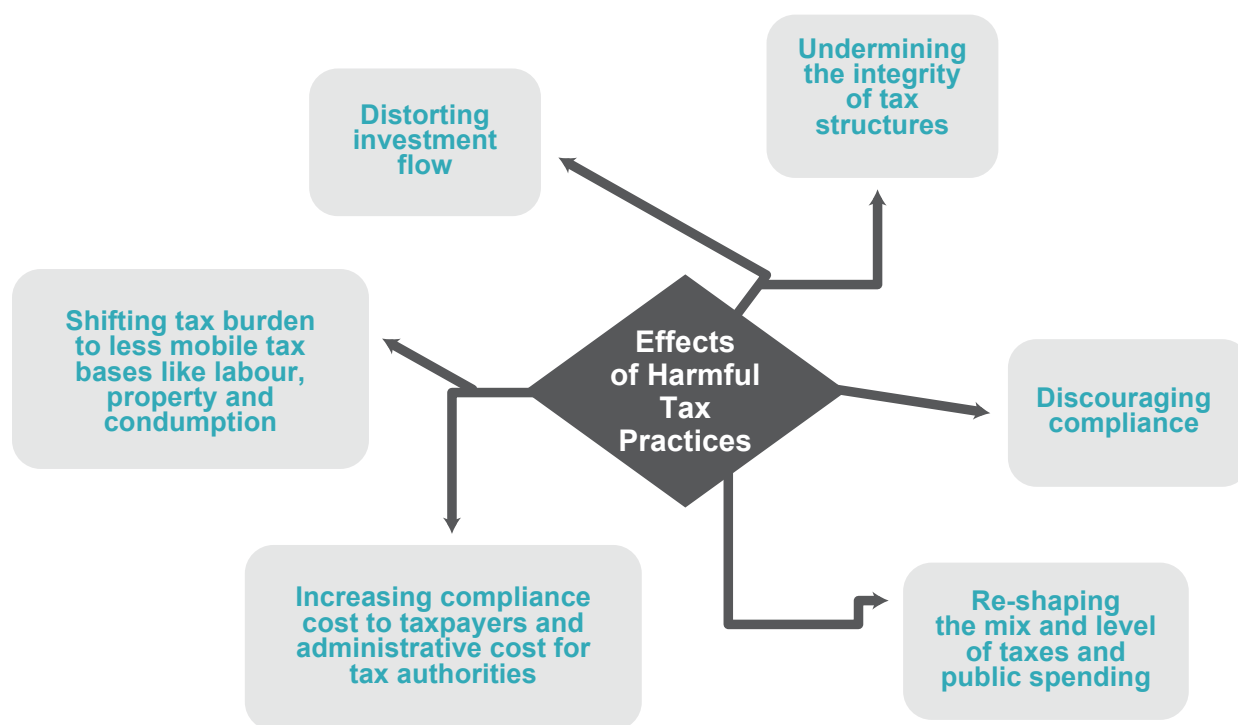 Undermining
the integrity
of tax
structures
Distorting
investment
flow
Shifting tax burden
to less mobile tax
bases like labour,
property and
condumption
Effects
of Harmful
Tax
Practices
Discouraging
compliance
Increasing compliance
cost to taxpayers and
administrative cost for
tax authorities
Re-shaping
the mix and level
of taxes and
public spending